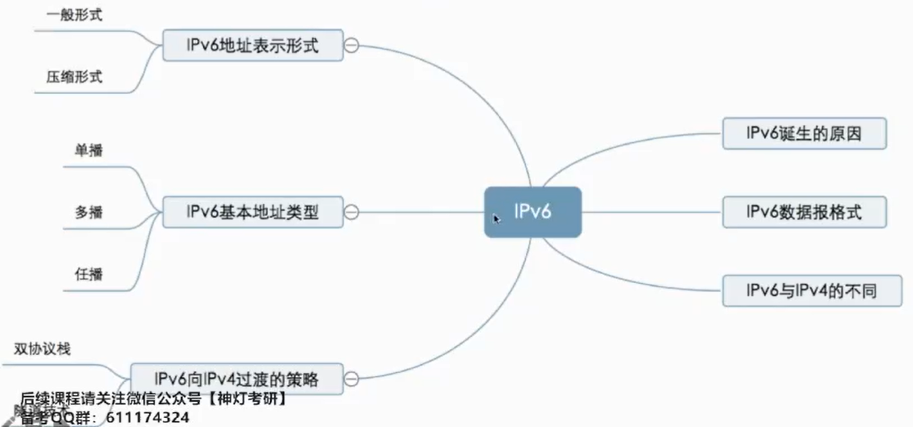 一般形式
IPv6地址表示形式
压缩形式
单播
多播
IPv6基本地址类型
任播
双协议栈
IPv6向IPv4过渡的策略
IPv6
IPv6诞生的原因
IPv6数据报格式
IPv6与IPv4的不同
后续课程请关注微信公众号【神灯考研】
备考QQ群：611174324